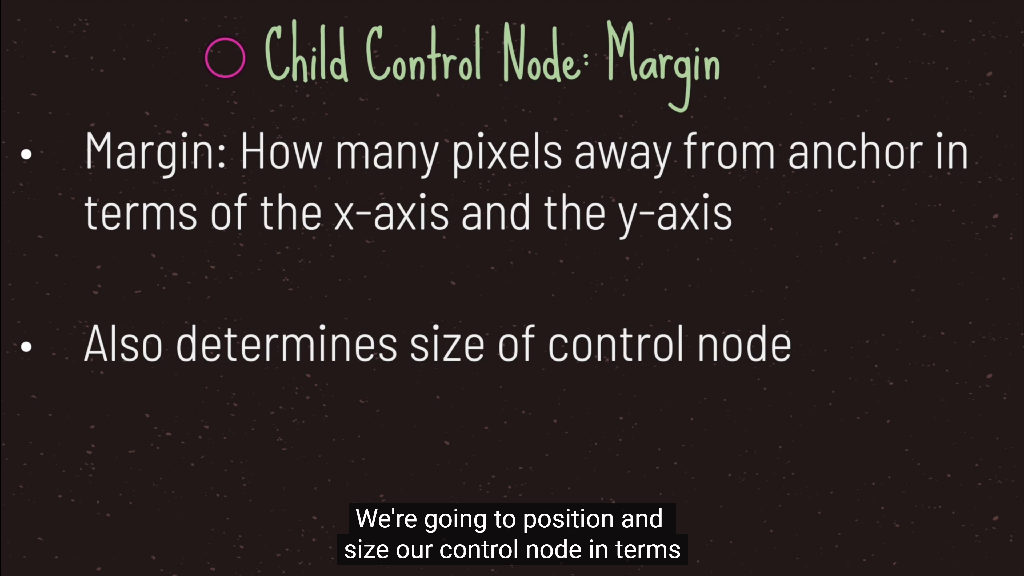 Child Control Node: Margin
• Margin: How many pixels away from anchor in
terms of the x-axis and the y-axis
• Also determines size of control node
We're going to position and
size our control node in terms